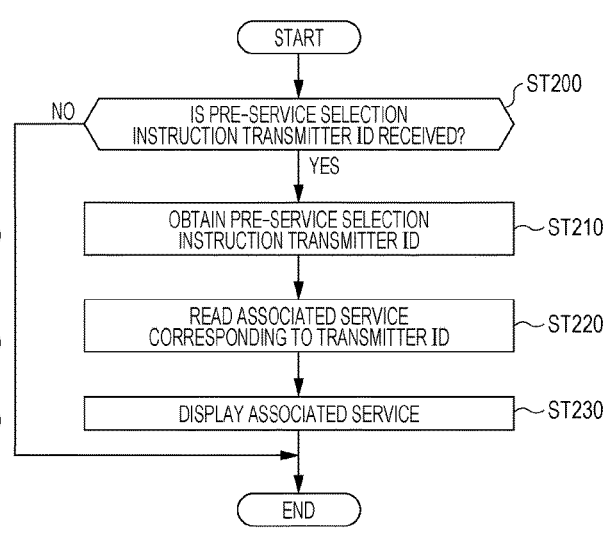 START
ST200
NO
IS PRE-SERVICE SELECTION
INSTRUCTION TRANSMITTER ID RECEIVED?
YES
OBTAIN PRE-SERVICE SELECTION
INSTRUCTION TRANSMITTER ID
ST210
READ ASSOCIATED SERVICE
CORRESPONDING TO TRANSMITTER ID
ST220
DISPLAY ASSOCIATED SERVICE
ST230
END